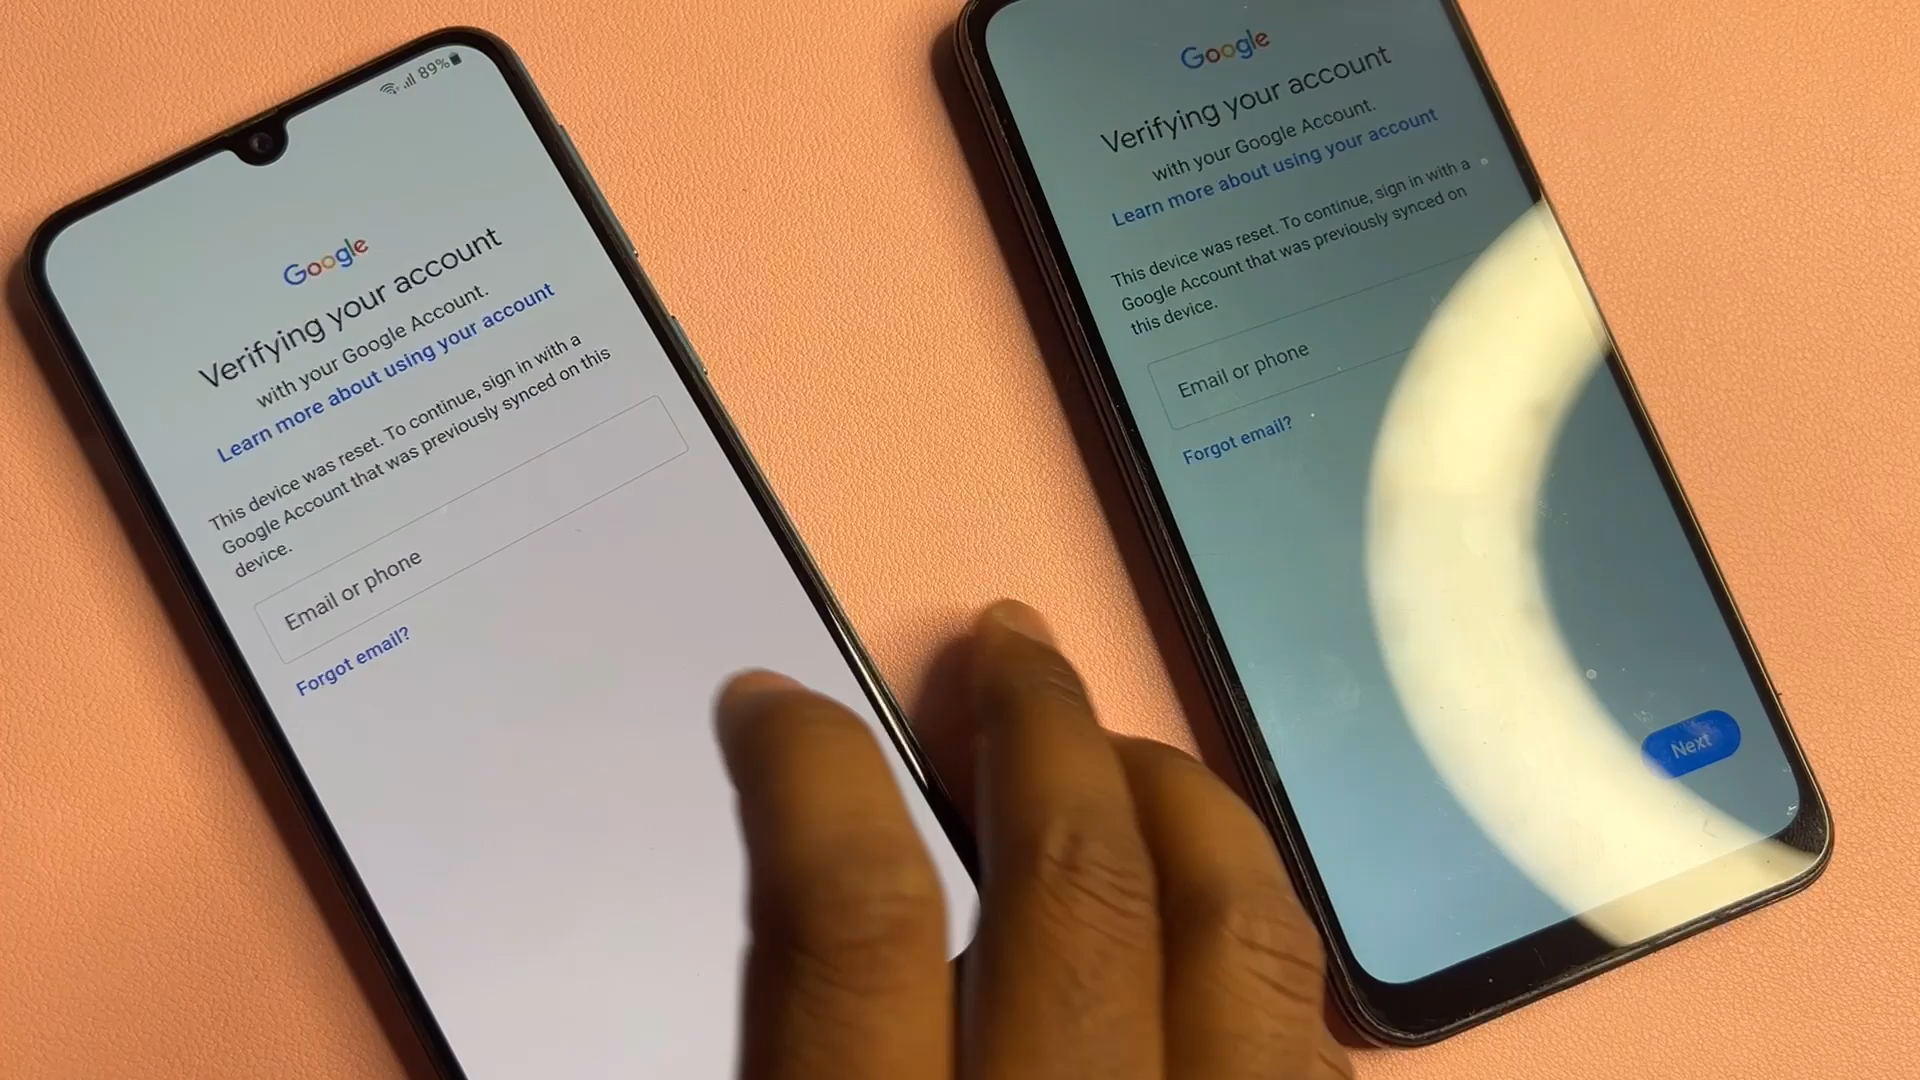 89%
Google
Verifying your account
with your Google Account.
Learn more about using your account
This device was reset. To continue, sign in with a
Google Account that was previously synced on this
device.
Email or phone
Forgot email?
Google
Verifying your account
with your Google Account.
Learn more about using your account
This device was reset. To continue, sign in with a
Google Account that was previously synced on
this device.
Email or phone
Forgot email?
Next